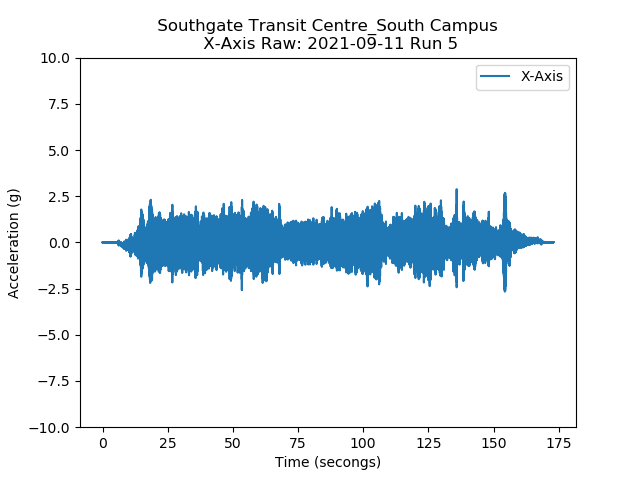 Southgate Transit Centre_South Campus
X-Axis Raw: 2021-09-11 Run 5
X-Axis
10.0
7.5
5.0
2.5
0.0
−2.5
−5.0
−7.5
−10.0
Acceleration (g)
0 25 50 75 100 125 150 175
Time (secongs)